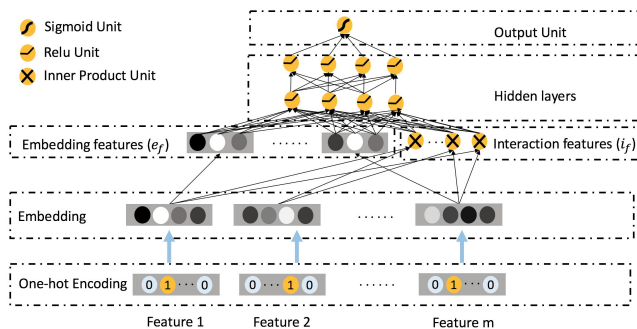 Sigmoid Unit
Relu Unit
Inner Product Unit
Output Unit
Hidden layers
Embedding features (e_f)
......
Interaction features (i_f)
Embedding
......
One-hot Encoding
0 1 ... 0
0 ... 1 0
......
0 1 ... 0
Feature 1
Feature 2
Feature m